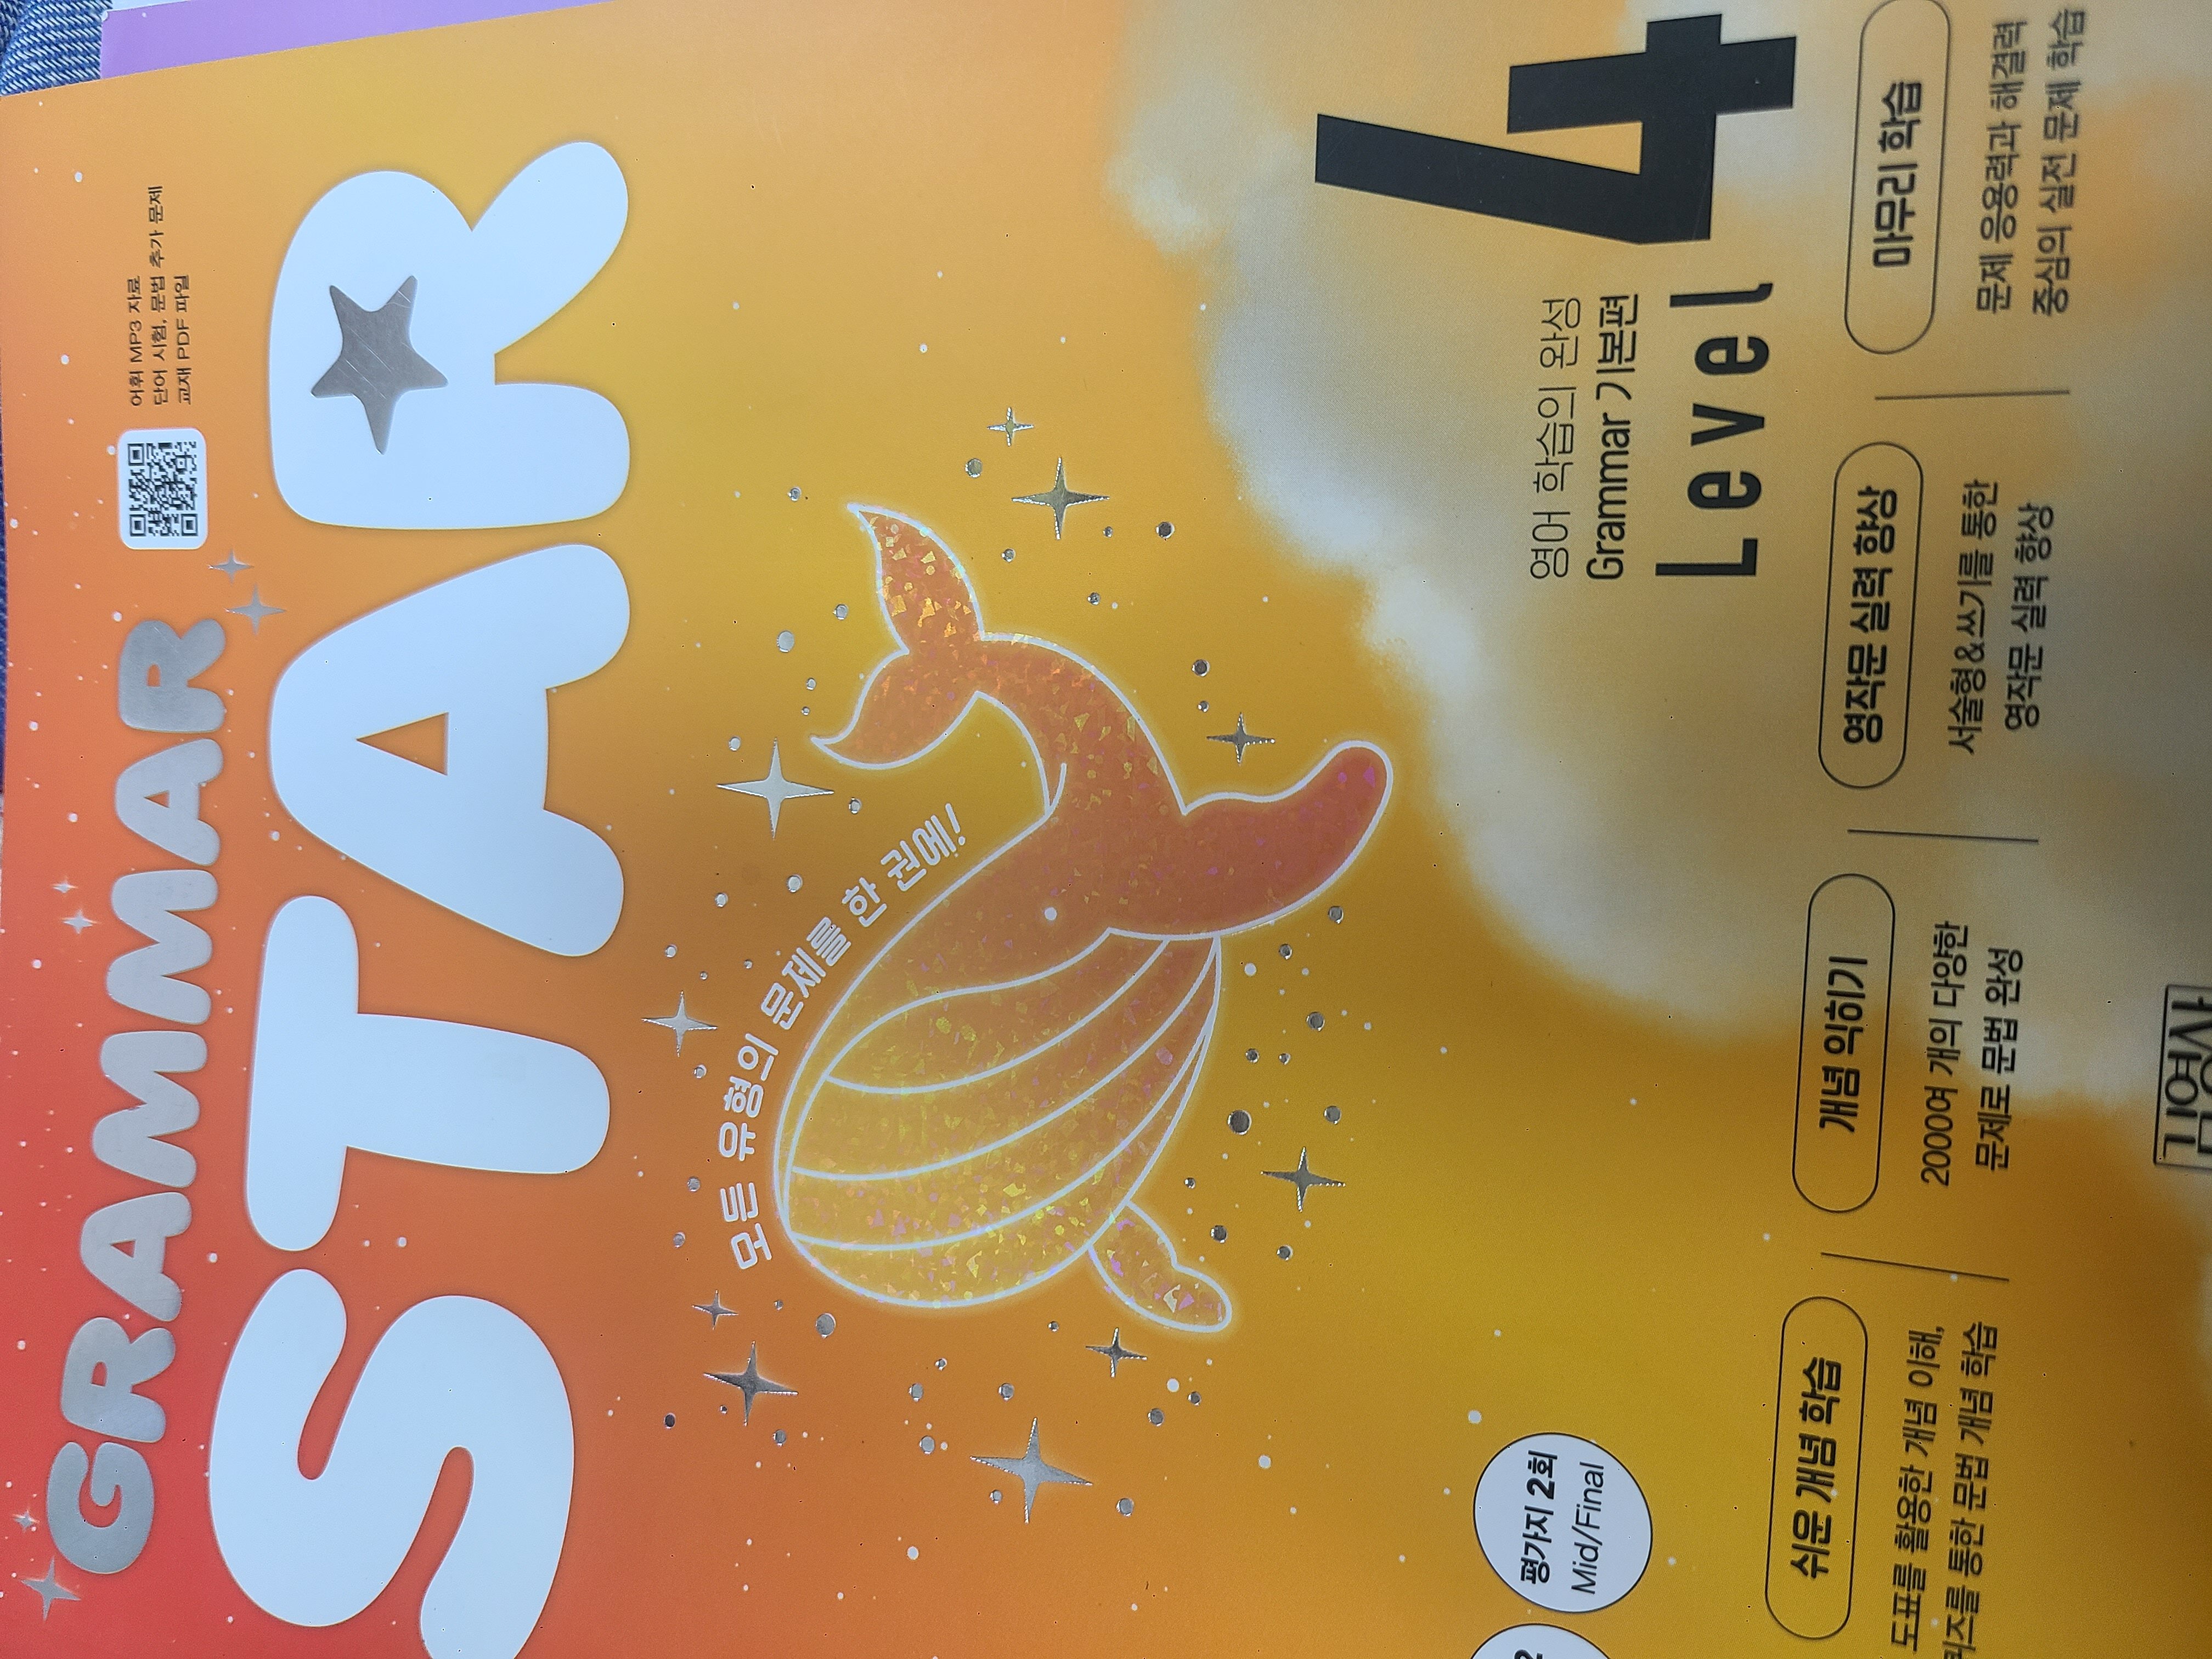 GRAMMAR
어휘 MP3 자료
단어 시험, 문법 추가 문제
교재 PDF 파일
STAR
모든 유형의 문제를 한 권에!
영어 학습의 완성
Grammar 기본편
Level 4
평가지 2회
Mid/Final
쉬운 개념 학습
도표를 활용한 개념 이해,
퀴즈를 통한 문법 개념 학습
개념 익히기
2000여 개의 다양한
문제로 문법 완성
영작문 실력 향상
서술형&쓰기를 통한
영작문 실력 향상
마무리 학습
문제 응용력과 해결력
중심의 실전 문제 학습